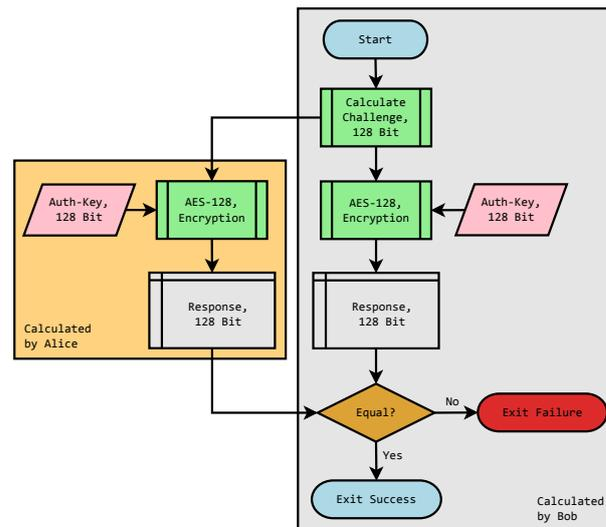 Start
Calculate
Challenge,
128 Bit
Auth-Key,
128 Bit
AES-128,
Encryption
AES-128,
Encryption
Auth-Key,
128 Bit
Response,
128 Bit
Response,
128 Bit
Calculated
by Alice
Equal?
No
Exit Failure
Yes
Exit Success
Calculated
by Bob